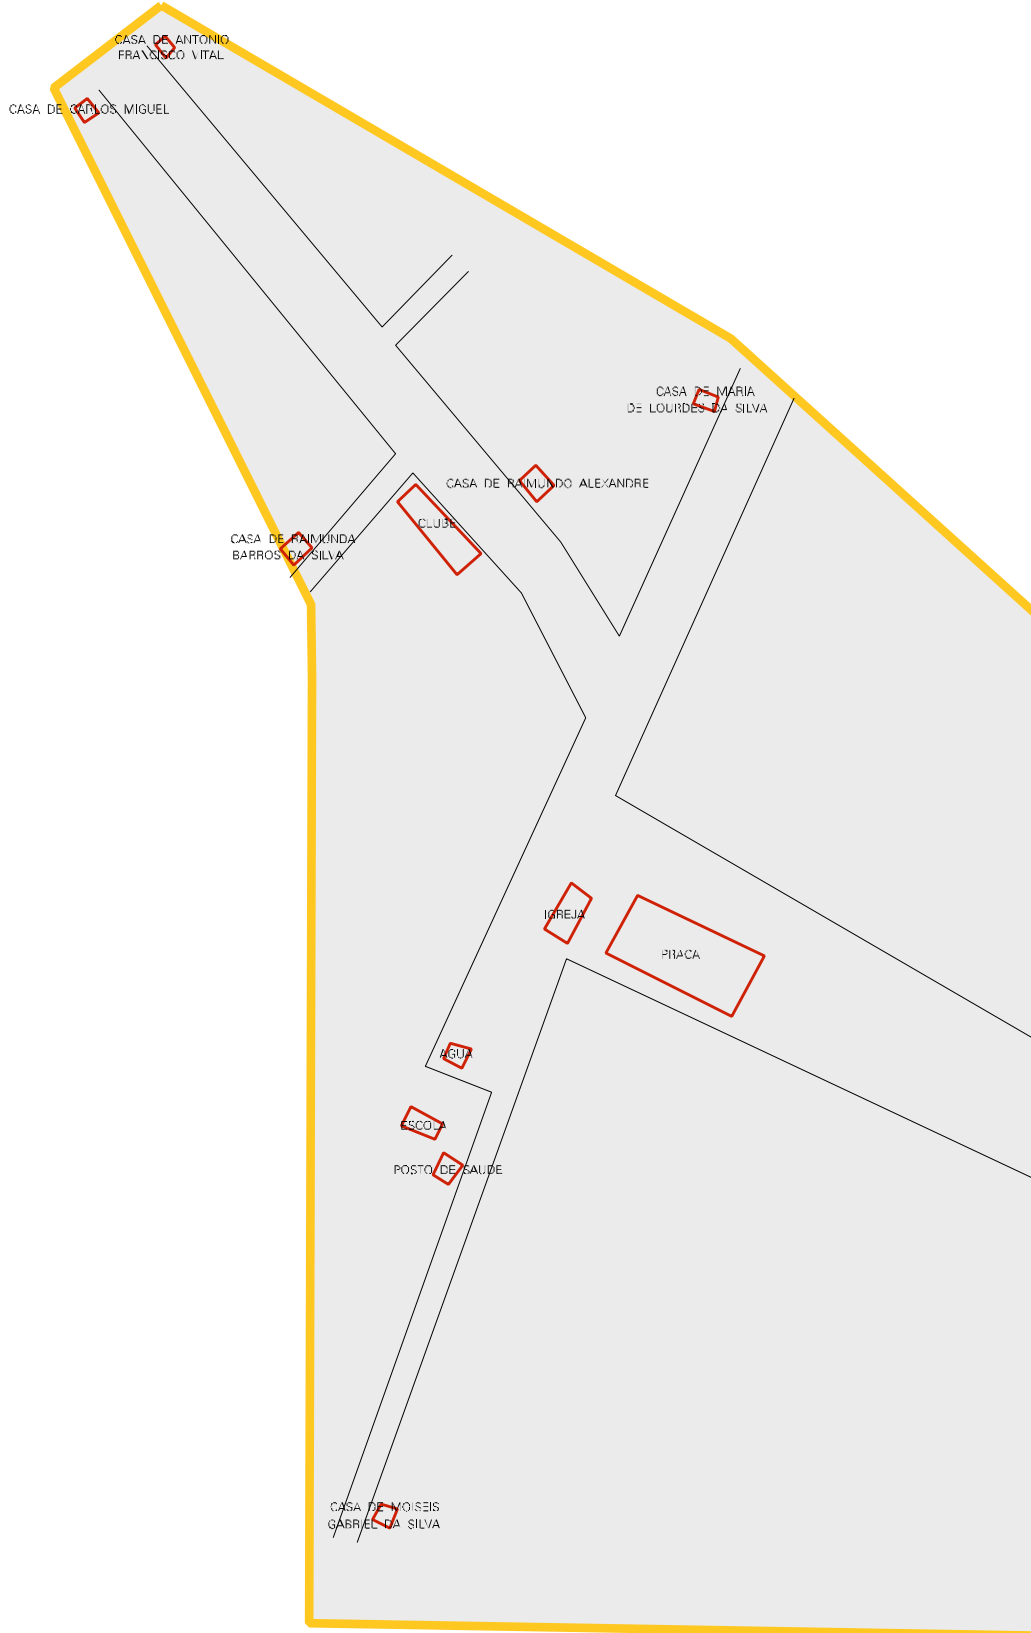 CASA DE ANTONIO
FRANCISCO VITAL
CASA DE CARLOS MIGUEL
CASA DE MARIA
DE LOURDES DA SILVA
CASA DE RAIMUNDO ALEXANDRE
CLUBE
CASA DE RAIMUNDA
BARROS DA SILVA
IGREJA
PRACA
AGUA
ESCOLA
POSTO DE SAUDE
CASA DE MOISEIS
GABRIEL DA SILVA